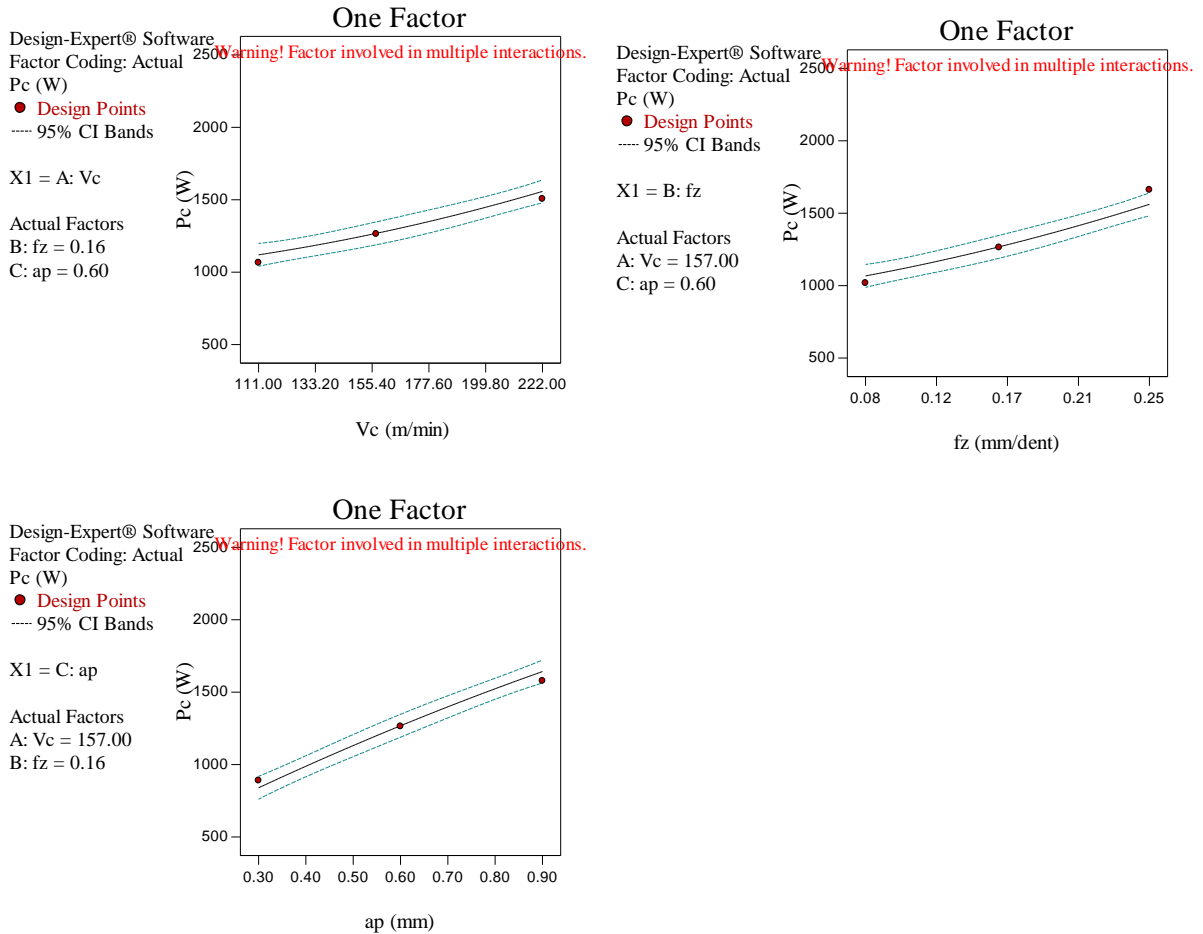 One Factor
Design-Expert® Software
Factor Coding: Actual
Pc (W)
Design Points
95% CI Bands
X1 = A: Vc
Actual Factors
B: fz = 0.16
C: ap = 0.60
Warning! Factor involved in multiple interactions.
2500
2000
1500
1000
500
Pc (W)
111.00 133.20 155.40 177.60 199.80 222.00
Vc (m/min)
One Factor
Design-Expert® Software
Factor Coding: Actual
Pc (W)
Design Points
95% CI Bands
X1 = B: fz
Actual Factors
A: Vc = 157.00
C: ap = 0.60
Warning! Factor involved in multiple interactions.
2500
2000
1500
1000
500
Pc (W)
0.08 0.12 0.17 0.21 0.25
fz (mm/dent)
One Factor
Design-Expert® Software
Factor Coding: Actual
Pc (W)
Design Points
95% CI Bands
X1 = C: ap
Actual Factors
A: Vc = 157.00
B: fz = 0.16
Warning! Factor involved in multiple interactions.
2500
2000
1500
1000
500
Pc (W)
0.30 0.40 0.50 0.60 0.70 0.80 0.90
ap (mm)